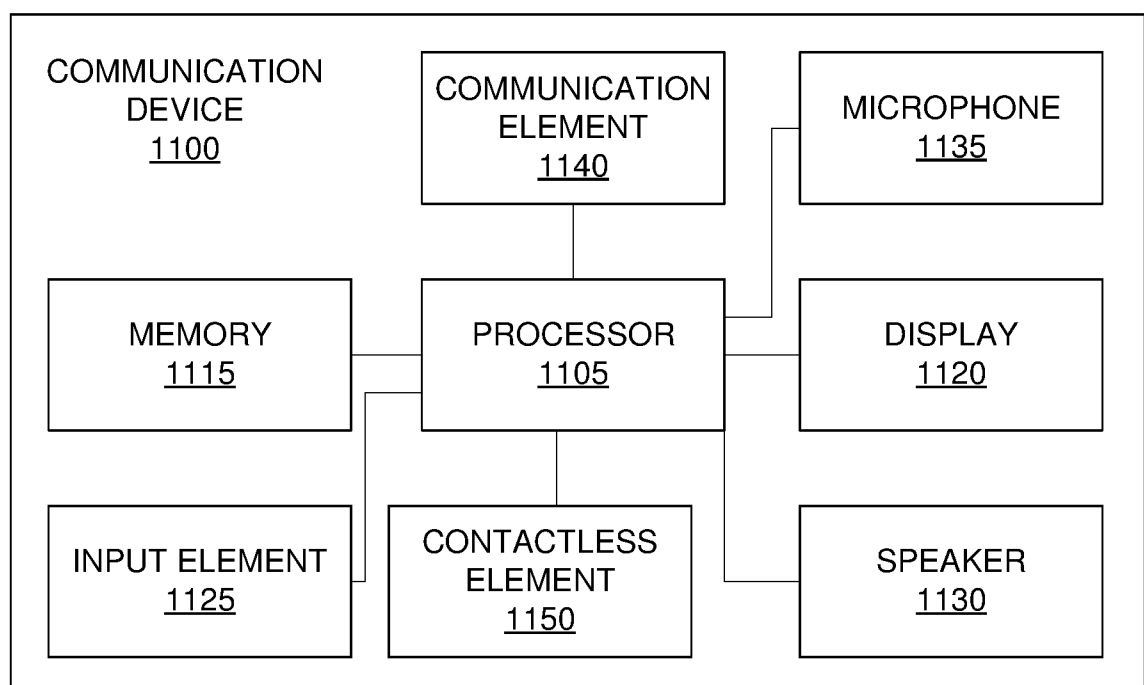 COMMUNICATION
DEVICE
1100
COMMUNICATION
ELEMENT
1140
MICROPHONE
1135
MEMORY
1115
PROCESSOR
1105
DISPLAY
1120
INPUT ELEMENT
1125
CONTACTLESS
ELEMENT
1150
SPEAKER
1130